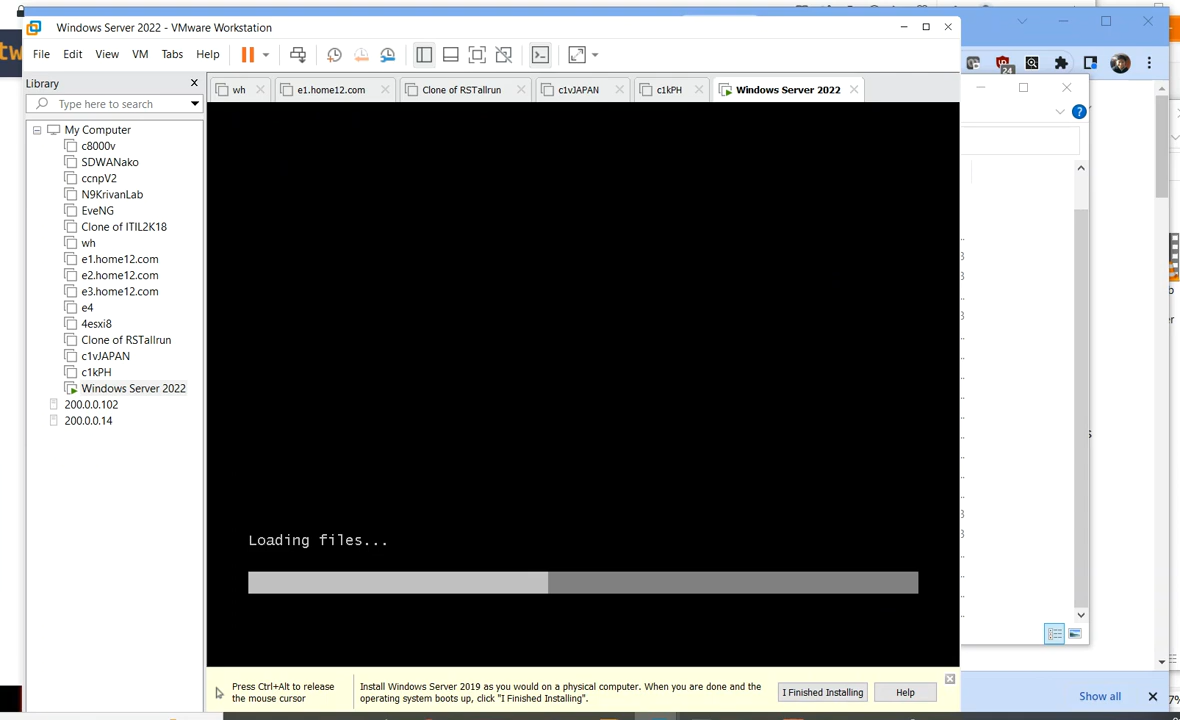 Windows Server 2022 - VMware Workstation
File Edit View VM Tabs Help
Library
Type here to search
wh e1.home12.com Clone of RSTallrun c1vJAPAN c1kPH Windows Server 2022
My Computer
c8000v
SDWANako
ccnpV2
N9KrivanLab
EveNG
Clone of ITIL2K18
wh
e1.home12.com
e2.home12.com
e3.home12.com
e4
4esxi8
Clone of RSTallrun
c1vJAPAN
c1kPH
Windows Server 2022
200.0.0.102
200.0.0.14
Loading files...
Press Ctrl+Alt to release
the mouse cursor
Install Windows Server 2019 as you would on a physical computer. When you are done and the
operating system boots up, click "I Finished Installing".
I Finished Installing
Help
24
Show all